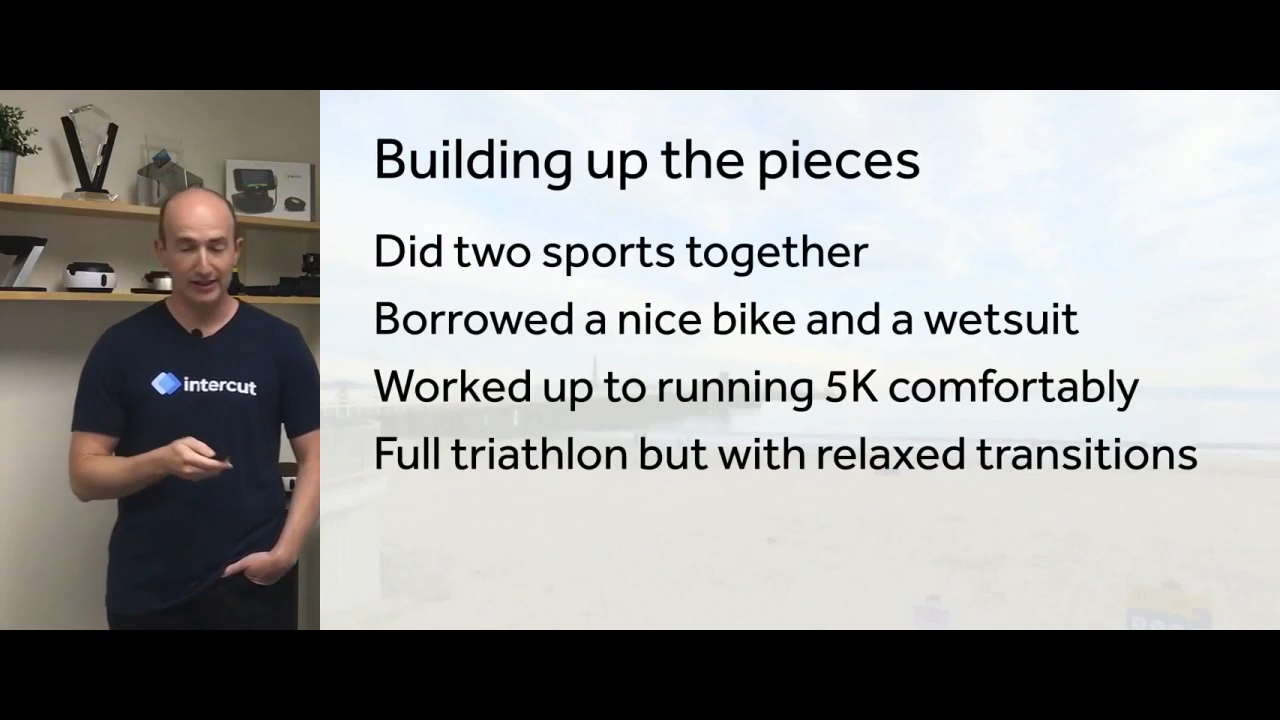 Building up the pieces
Did two sports together
Borrowed a nice bike and a wetsuit
Worked up to running 5K comfortably
Full triathlon but with relaxed transitions
intercut